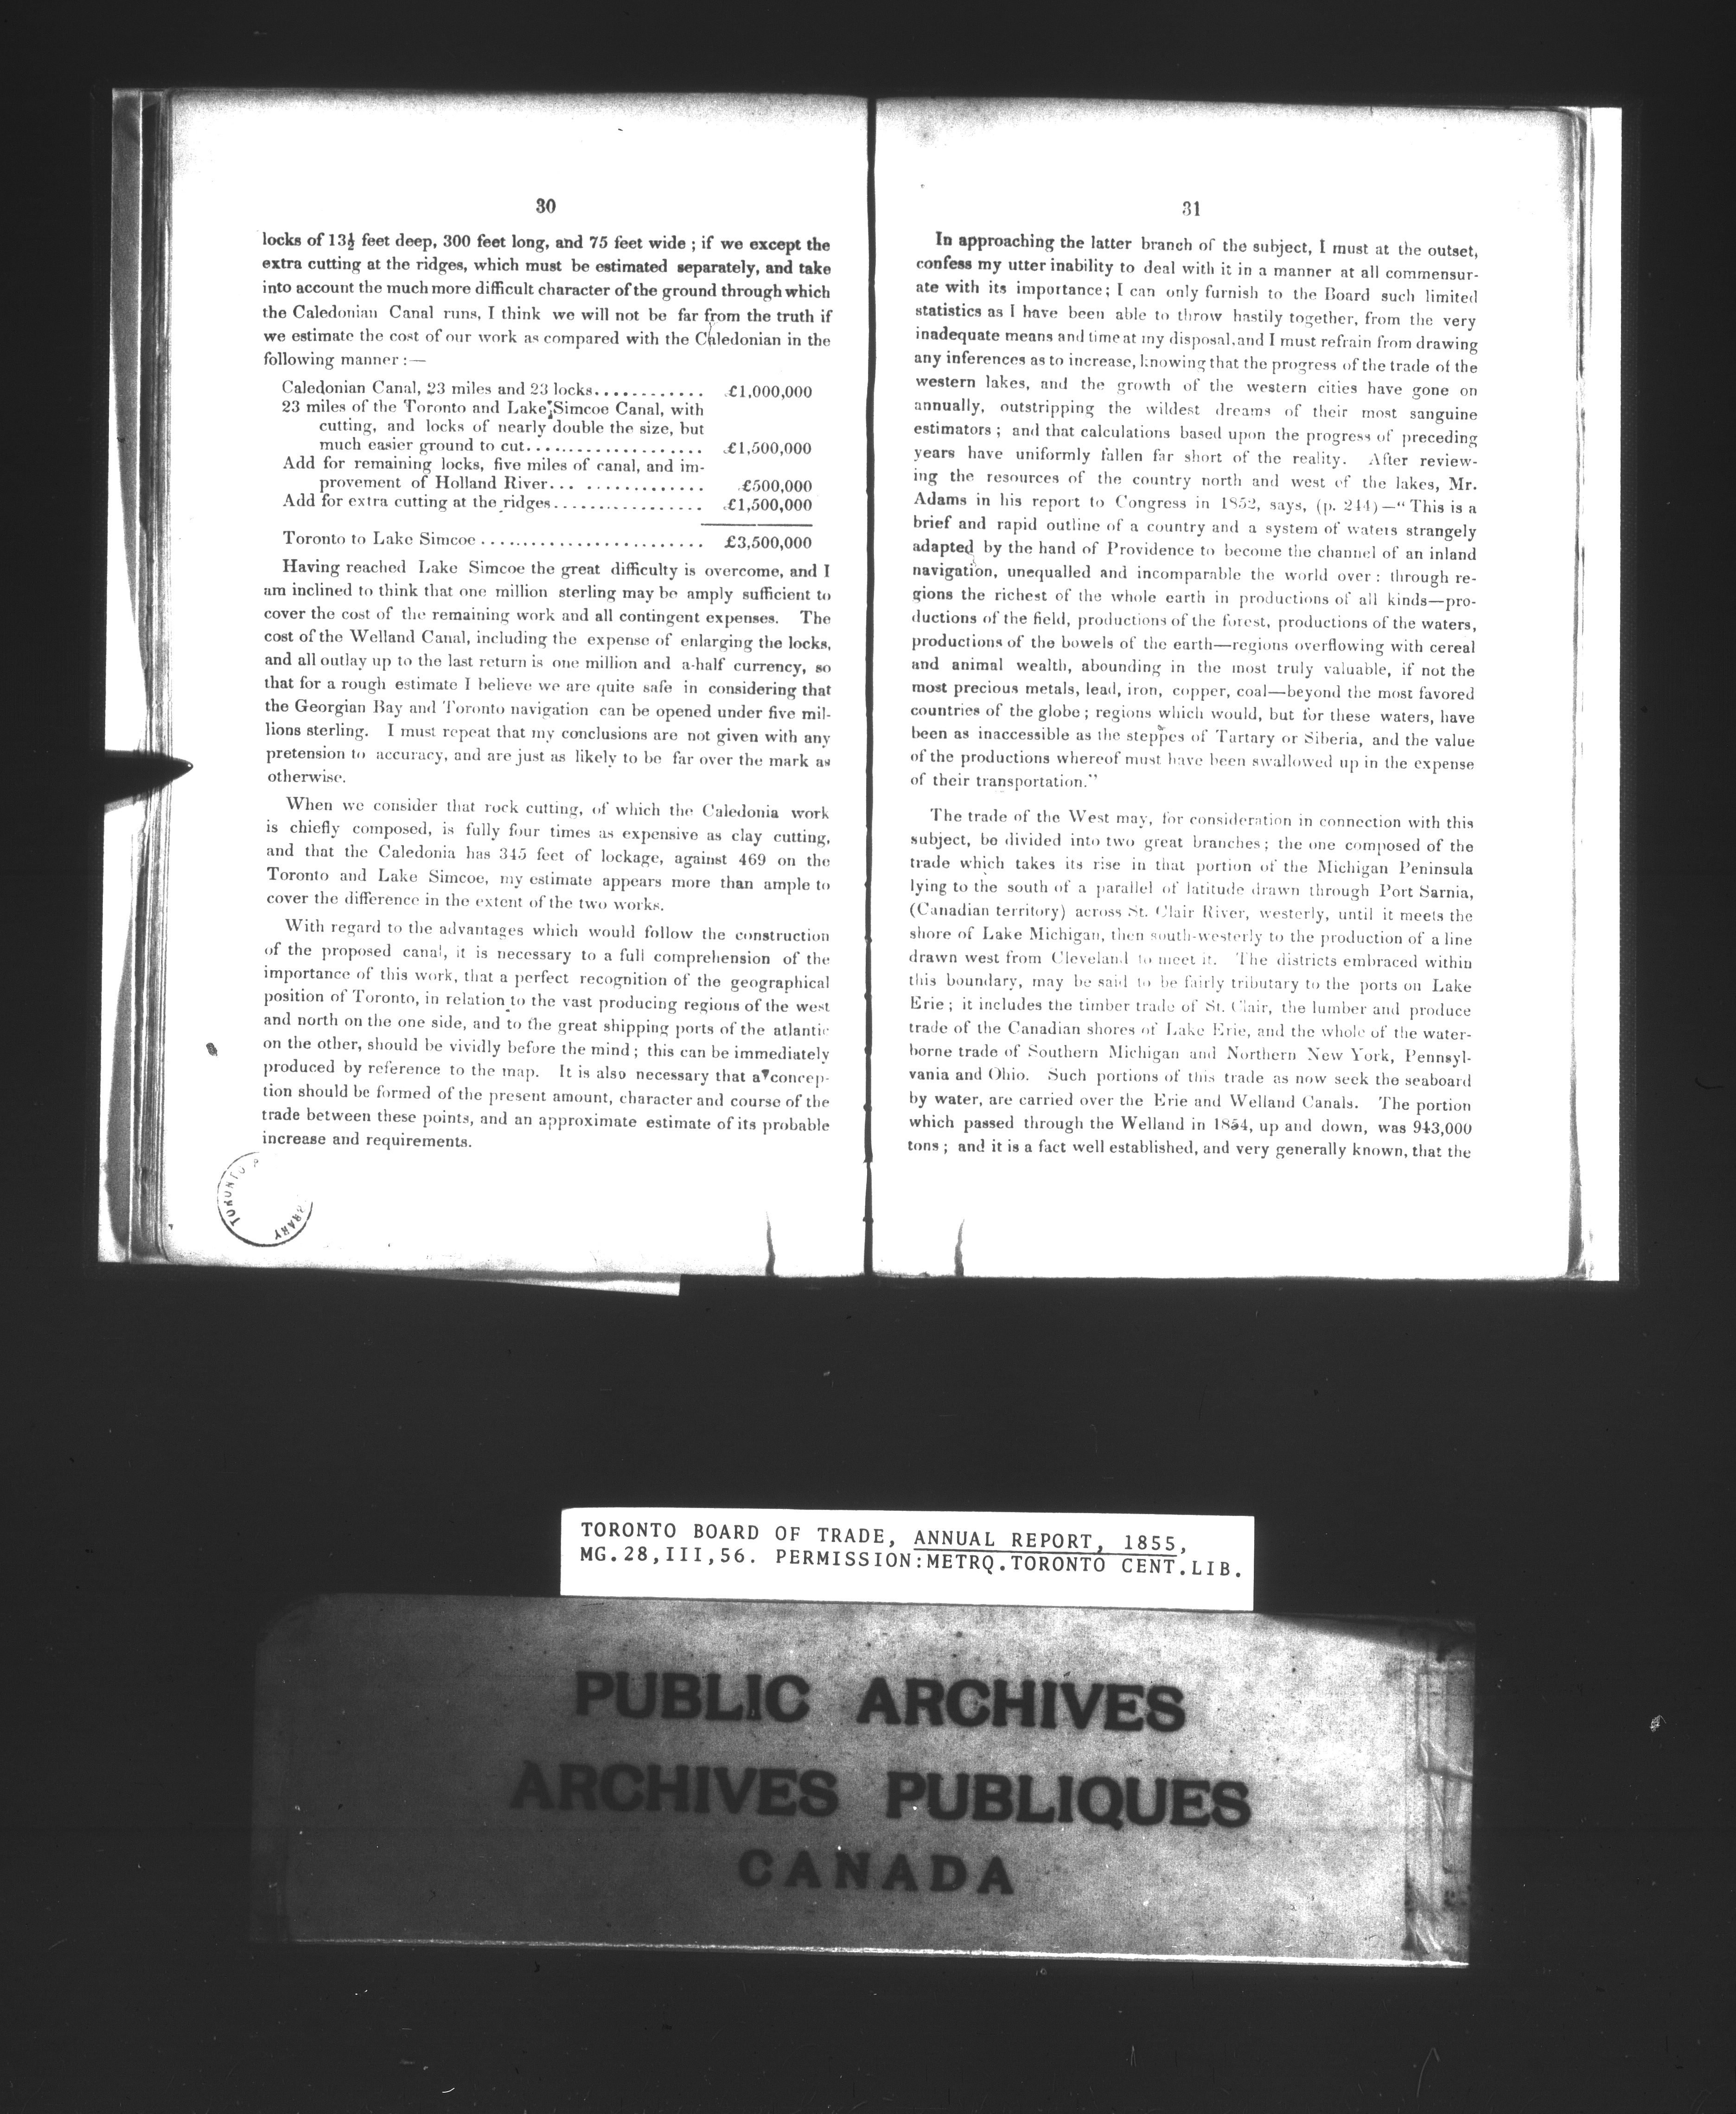 30
locks of 13½ feet deep, 300 feet long, and 75 feet wide ; if we except the
extra cutting at the ridges, which must be estimated separately, and take
into account the much more difficult character of the ground through which
the Caledonian Canal runs, I think we will not be far from the truth if
we estimate the cost of our work as compared with the Caledonian in the
following manner :—
Caledonian Canal, 23 miles and 23 locks............ £1,000,000
23 miles of the Toronto and Lake Simcoe Canal, with
cutting, and locks of nearly double the size, but
much easier ground to cut..................... £1,500,000
Add for remaining locks, five miles of canal, and im-
provement of Holland River... .............. £500,000
Add for extra cutting at the ridges................. £1,500,000
Toronto to Lake Simcoe .......................... £3,500,000
Having reached Lake Simcoe the great difficulty is overcome, and I
am inclined to think that one million sterling may be amply sufficient to
cover the cost of the remaining work and all contingent expenses. The
cost of the Welland Canal, including the expense of enlarging the locks,
and all outlay up to the last return is one million and a-half currency, so
that for a rough estimate I believe we are quite safe in considering that
the Georgian Bay and Toronto navigation can be opened under five mil-
lions sterling. I must repeat that my conclusions are not given with any
pretension to accuracy, and are just as likely to be far over the mark as
otherwise.
When we consider that rock cutting, of which the Caledonia work
is chiefly composed, is fully four times as expensive as clay cutting,
and that the Caledonia has 345 feet of lockage, against 469 on the
Toronto and Lake Simcoe, my estimate appears more than ample to
cover the difference in the extent of the two works.
With regard to the advantages which would follow the construction
of the proposed canal, it is necessary to a full comprehension of the
importance of this work, that a perfect recognition of the geographical
position of Toronto, in relation to the vast producing regions of the west
and north on the one side, and to the great shipping ports of the atlantic
on the other, should be vividly before the mind ; this can be immediately
produced by reference to the map. It is also necessary that a concep-
tion should be formed of the present amount, character and course of the
trade between these points, and an approximate estimate of its probable
increase and requirements.
TORONTO
31
In approaching the latter branch of the subject, I must at the outset,
confess my utter inability to deal with it in a manner at all commensur-
ate with its importance; I can only furnish to the Board such limited
statistics as I have been able to throw hastily together, from the very
inadequate means and time at my disposal, and I must refrain from drawing
any inferences as to increase, knowing that the progress of the trade of the
western lakes, and the growth of the western cities have gone on
annually, outstripping the wildest dreams of their most sanguine
estimators ; and that calculations based upon the progress of preceding
years have uniformly fallen far short of the reality. After review-
ing the resources of the country north and west of the lakes, Mr.
Adams in his report to Congress in 1852, says, (p. 244)—“ This is a
brief and rapid outline of a country and a system of waters strangely
adapted by the hand of Providence to become the channel of an inland
navigation, unequalled and incomparable the world over : through re-
gions the richest of the whole earth in productions of all kinds—pro-
ductions of the field, productions of the forest, productions of the waters,
productions of the bowels of the earth—regions overflowing with cereal
and animal wealth, abounding in the most truly valuable, if not the
most precious metals, lead, iron, copper, coal—beyond the most favored
countries of the globe ; regions which would, but for these waters, have
been as inaccessible as the steppes of Tartary or Siberia, and the value
of the productions whereof must have been swallowed up in the expense
of their transportation.”
The trade of the West may, for consideration in connection with this
subject, be divided into two great branches ; the one composed of the
trade which takes its rise in that portion of the Michigan Peninsula
lying to the south of a parallel of latitude drawn through Port Sarnia,
(Canadian territory) across St. Clair River, westerly, until it meets the
shore of Lake Michigan, then south-westerly to the production of a line
drawn west from Cleveland to meet it. The districts embraced within
this boundary, may be said to be fairly tributary to the ports on Lake
Erie ; it includes the timber trade of St. Clair, the lumber and produce
trade of the Canadian shores of Lake Erie, and the whole of the water-
borne trade of Southern Michigan and Northern New York, Pennsyl-
vania and Ohio. Such portions of this trade as now seek the seaboard
by water, are carried over the Erie and Welland Canals. The portion
which passed through the Welland in 1854, up and down, was 943,000
tons ; and it is a fact well established, and very generally known, that the
TORONTO BOARD OF TRADE, ANNUAL REPORT, 1855,
MG.28,III,56. PERMISSION:METRO.TORONTO CENT.LIB.
PUBLIC ARCHIVES
ARCHIVES PUBLIQUES
CANADA